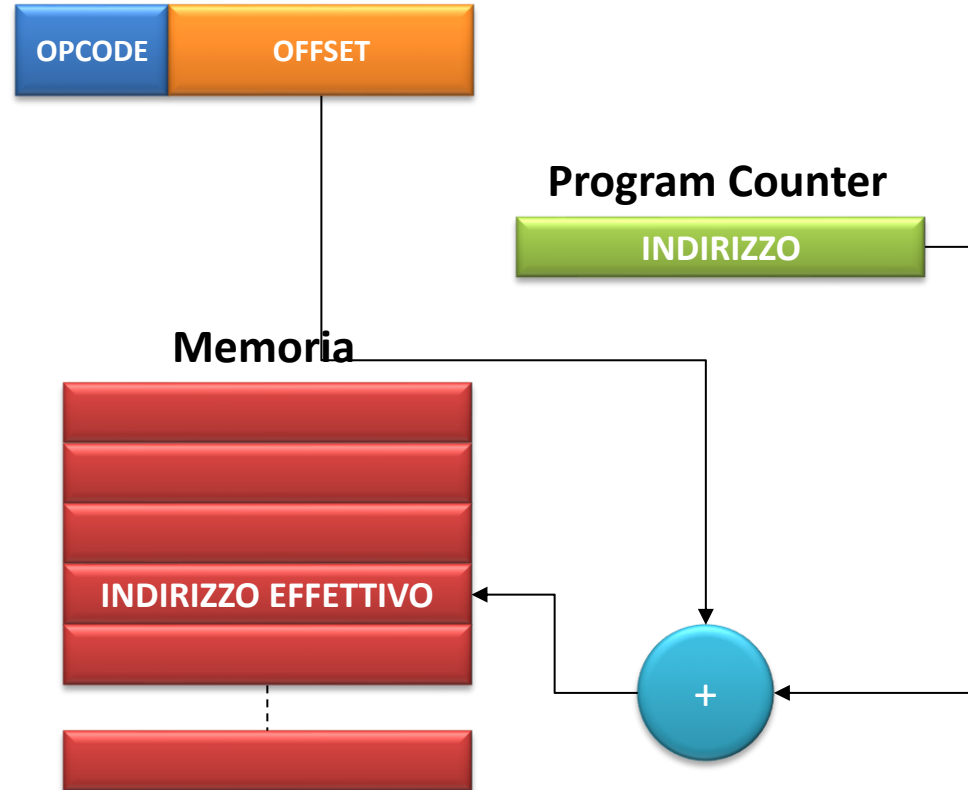 OPCODE OFFSET
Program Counter
INDIRIZZO
Memoria
INDIRIZZO EFFETTIVO
+